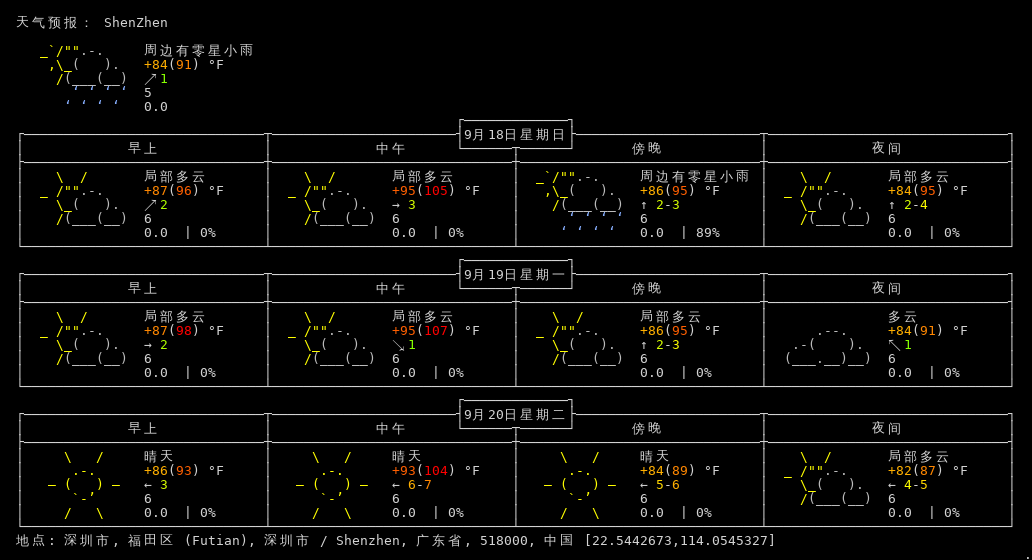 天气预报： ShenZhen
周边有零星小雨
+84(91) °F
↗ 1
5
0.0
9月18日星期日
早上 中午 傍晚 夜间
局部多云 局部多云 周边有零星小雨 局部多云
+87(96) °F +95(105) °F +86(95) °F +84(95) °F
↗ 2 → 3 ↑ 2-3 ↑ 2-4
6 6 6 6
0.0 | 0% 0.0 | 0% 0.0 | 89% 0.0 | 0%
9月19日星期一
早上 中午 傍晚 夜间
局部多云 局部多云 局部多云 多云
+87(98) °F +95(107) °F +86(95) °F +84(91) °F
→ 2 ↘ 1 ↑ 2-3 ↖ 1
6 6 6 6
0.0 | 0% 0.0 | 0% 0.0 | 0% 0.0 | 0%
9月20日星期二
早上 中午 傍晚 夜间
晴天 晴天 晴天 局部多云
+86(93) °F +93(104) °F +84(89) °F +82(87) °F
← 3 ← 6-7 ← 5-6 ← 4-5
6 6 6 6
0.0 | 0% 0.0 | 0% 0.0 | 0% 0.0 | 0%
地点: 深圳市, 福田区 (Futian), 深圳市 / Shenzhen, 广东省, 518000, 中国 [22.5442673,114.0545327]